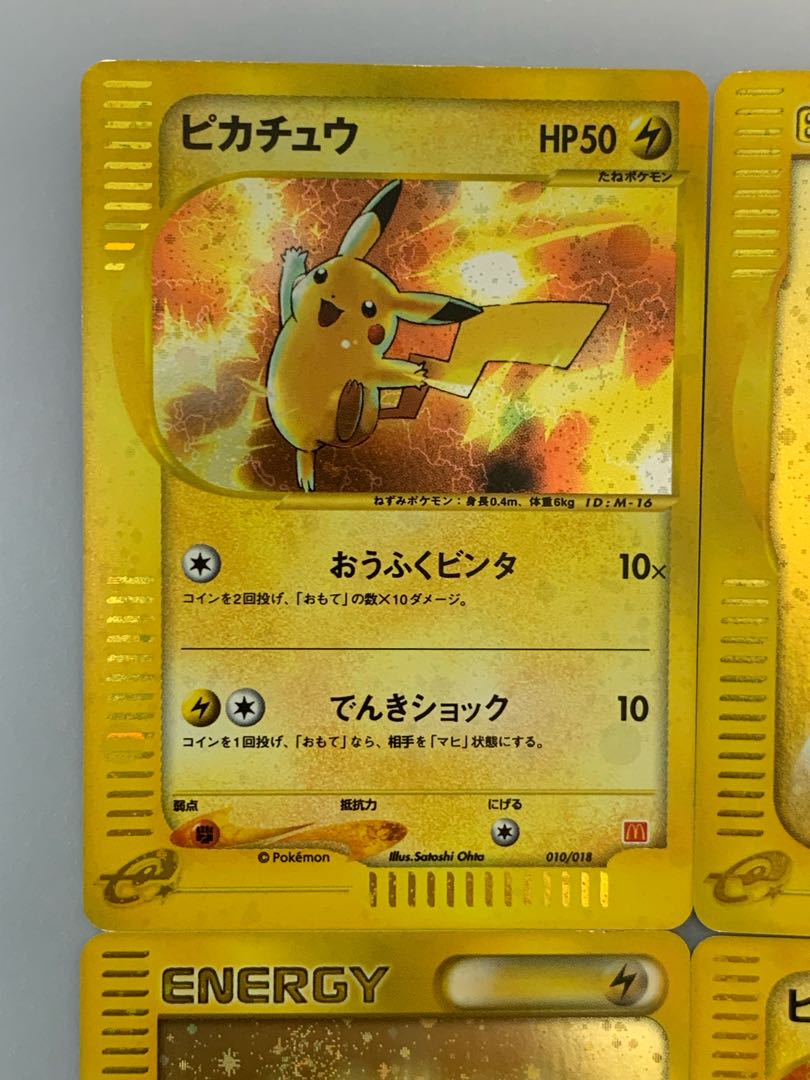 ピカチュウ HP50
たねポケモン
ねずみポケモン：身長0.4m、体重6kg ID:M-16
おうふくビンタ 10×
コインを2回投げ、「おもて」の数×10ダメージ。
でんきショック 10
コインを1回投げ、「おもて」なら、相手を「マヒ」状態にする。
弱点 抵抗力 にげる
©Pokémon Illus.Satoshi Ohta 010/018
ENERGY